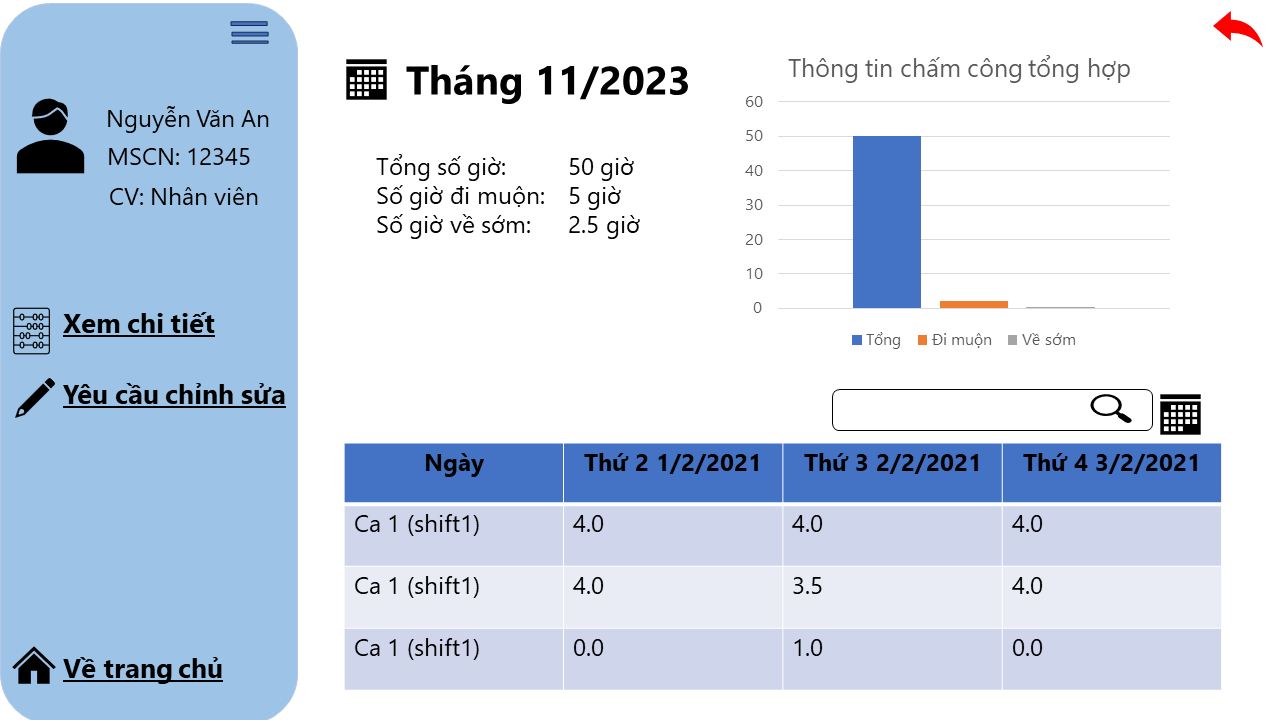 Nguyễn Văn An
MSCN: 12345
CV: Nhân viên
Xem chi tiết
Yêu cầu chỉnh sửa
Về trang chủ
Tháng 11/2023
Tổng số giờ: 50 giờ
Số giờ đi muộn: 5 giờ
Số giờ về sớm: 2.5 giờ
Thông tin chấm công tổng hợp
60
50
40
30
20
10
0
Tổng Đi muộn Về sớm
Ngày Thứ 2 1/2/2021 Thứ 3 2/2/2021 Thứ 4 3/2/2021
Ca 1 (shift1) 4.0 4.0 4.0
Ca 1 (shift1) 4.0 3.5 4.0
Ca 1 (shift1) 0.0 1.0 0.0